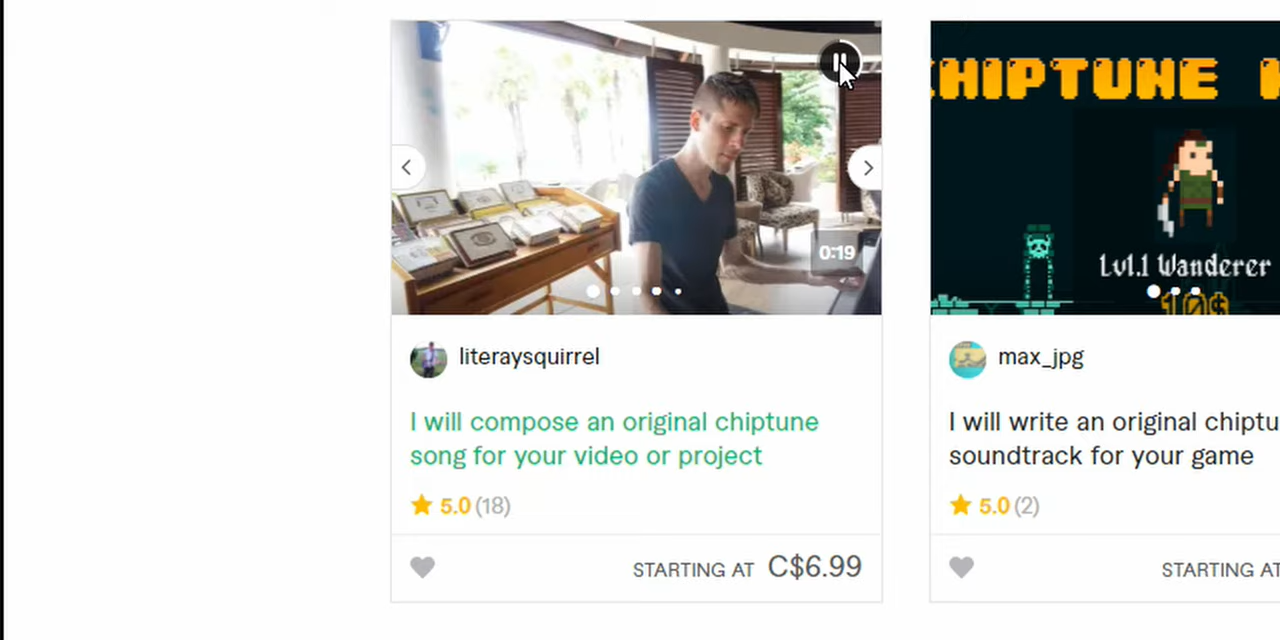 0:19
literaysquirrel
I will compose an original chiptune
song for your video or project
5.0 (18)
STARTING AT C$6.99
CHIPTUNE
Lvl.1 Wanderer
10$
max_jpg
I will write an original
soundtrack for your game
5.0 (2)
STARTING AT